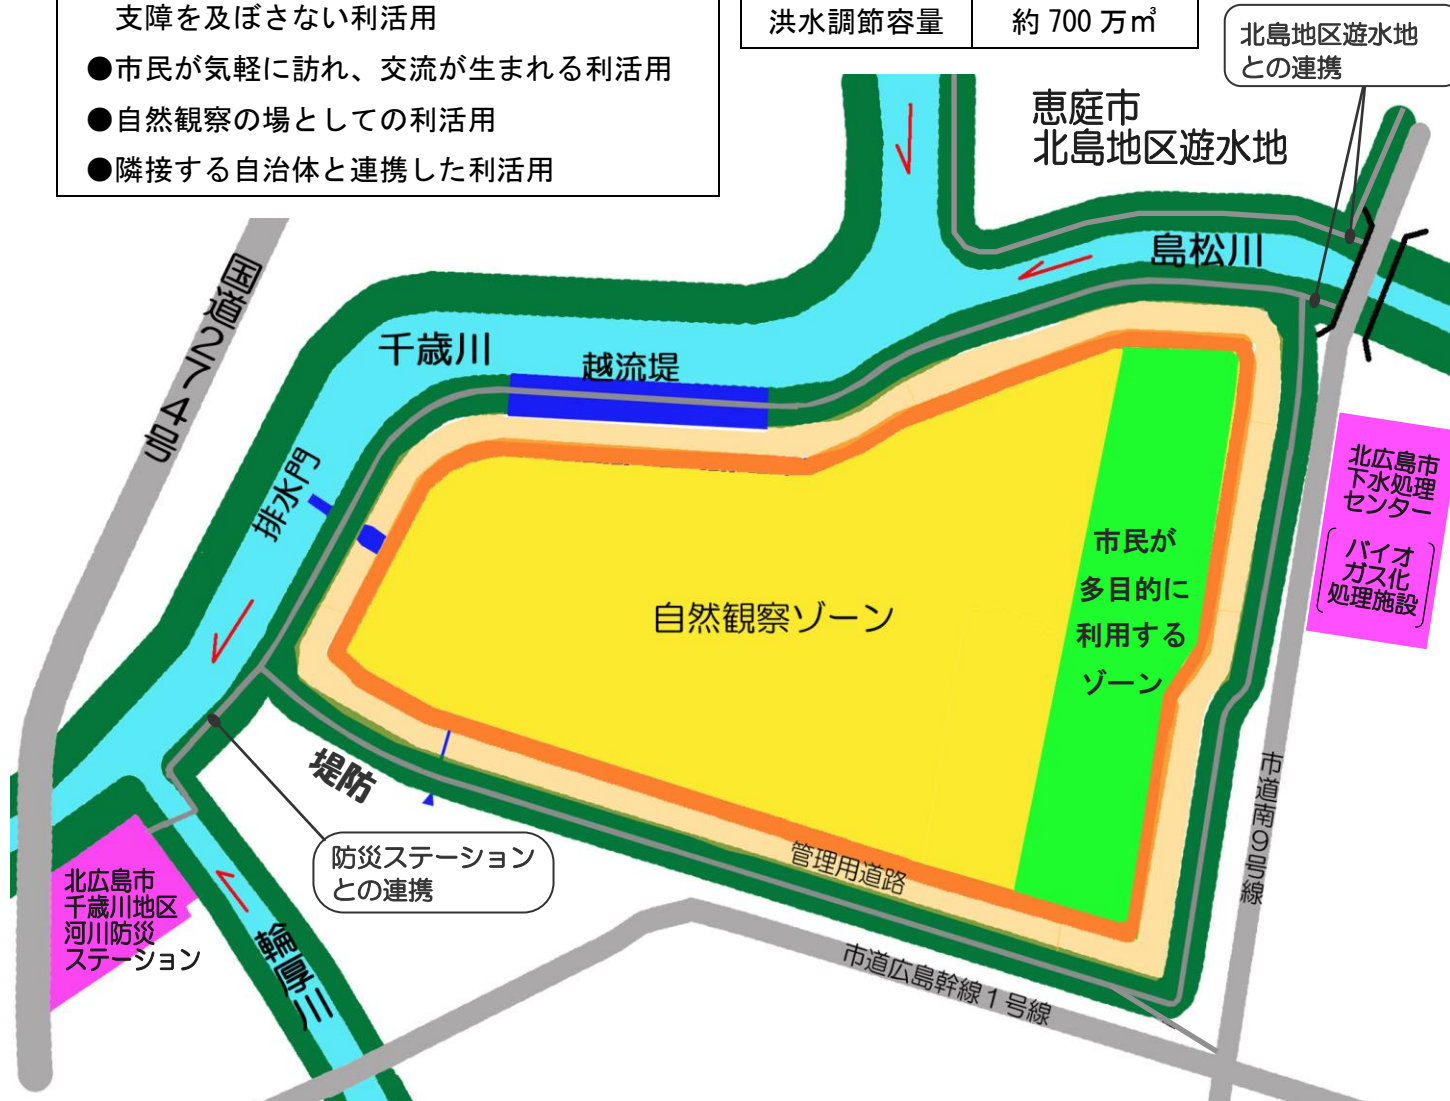 支障を及ぼさない利活用
●市民が気軽に訪れ、交流が生まれる利活用
●自然観察の場としての利活用
●隣接する自治体と連携した利活用
洪水調節容量 約 700 万㎥
北島地区遊水地
との連携
恵庭市
北島地区遊水地
島松川
国道274号
千歳川
越流堤
排水門
北広島市
下水処理
センター
バイオ
ガス化
処理施設
自然観察ゾーン
市民が
多目的に
利用する
ゾーン
堤防
市道南9号線
防災ステーション
との連携
管理用道路
北広島市
千歳川地区
河川防災
ステーション
輪厚川
市道広島幹線1号線